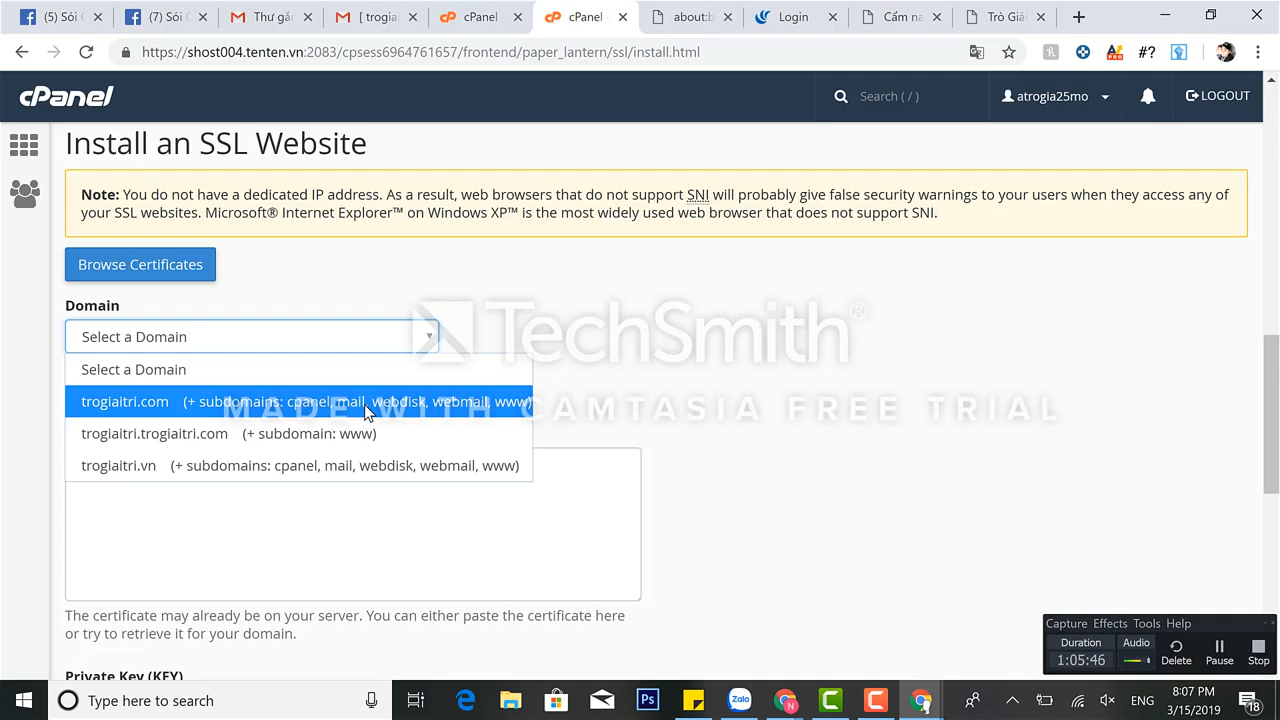 (5) Sói C
(7) Sói C
Thư gầ
[ trogia
cPanel
cPanel
about:b
Login
Cẩm na
Trò Giả
https://shost004.tenten.vn:2083/cpsess6964761657/frontend/paper_lantern/ssl/install.html
#?
cPanel
Search ( / )
atrogia25mo
LOGOUT
Install an SSL Website
Note: You do not have a dedicated IP address. As a result, web browsers that do not support SNI will probably give false security warnings to your users when they access any of
your SSL websites. Microsoft® Internet Explorer™ on Windows XP™ is the most widely used web browser that does not support SNI.
Browse Certificates
Domain
Select a Domain
Select a Domain
trogiaitri.com (+ subdomains: cpanel, mail, webdisk, webmail, www)
trogiaitri.trogiaitri.com (+ subdomain: www)
trogiaitri.vn (+ subdomains: cpanel, mail, webdisk, webmail, www)
TechSmith®
MADE WITH CAMTASIA FREE TRIAL
The certificate may already be on your server. You can either paste the certificate here
or try to retrieve it for your domain.
Private Key (KEY)
Capture Effects Tools Help
Duration
1:05:46
Audio
Delete
Pause
Stop
Type here to search
Ps
Zalo
ENG
8:07 PM
3/15/2019
18